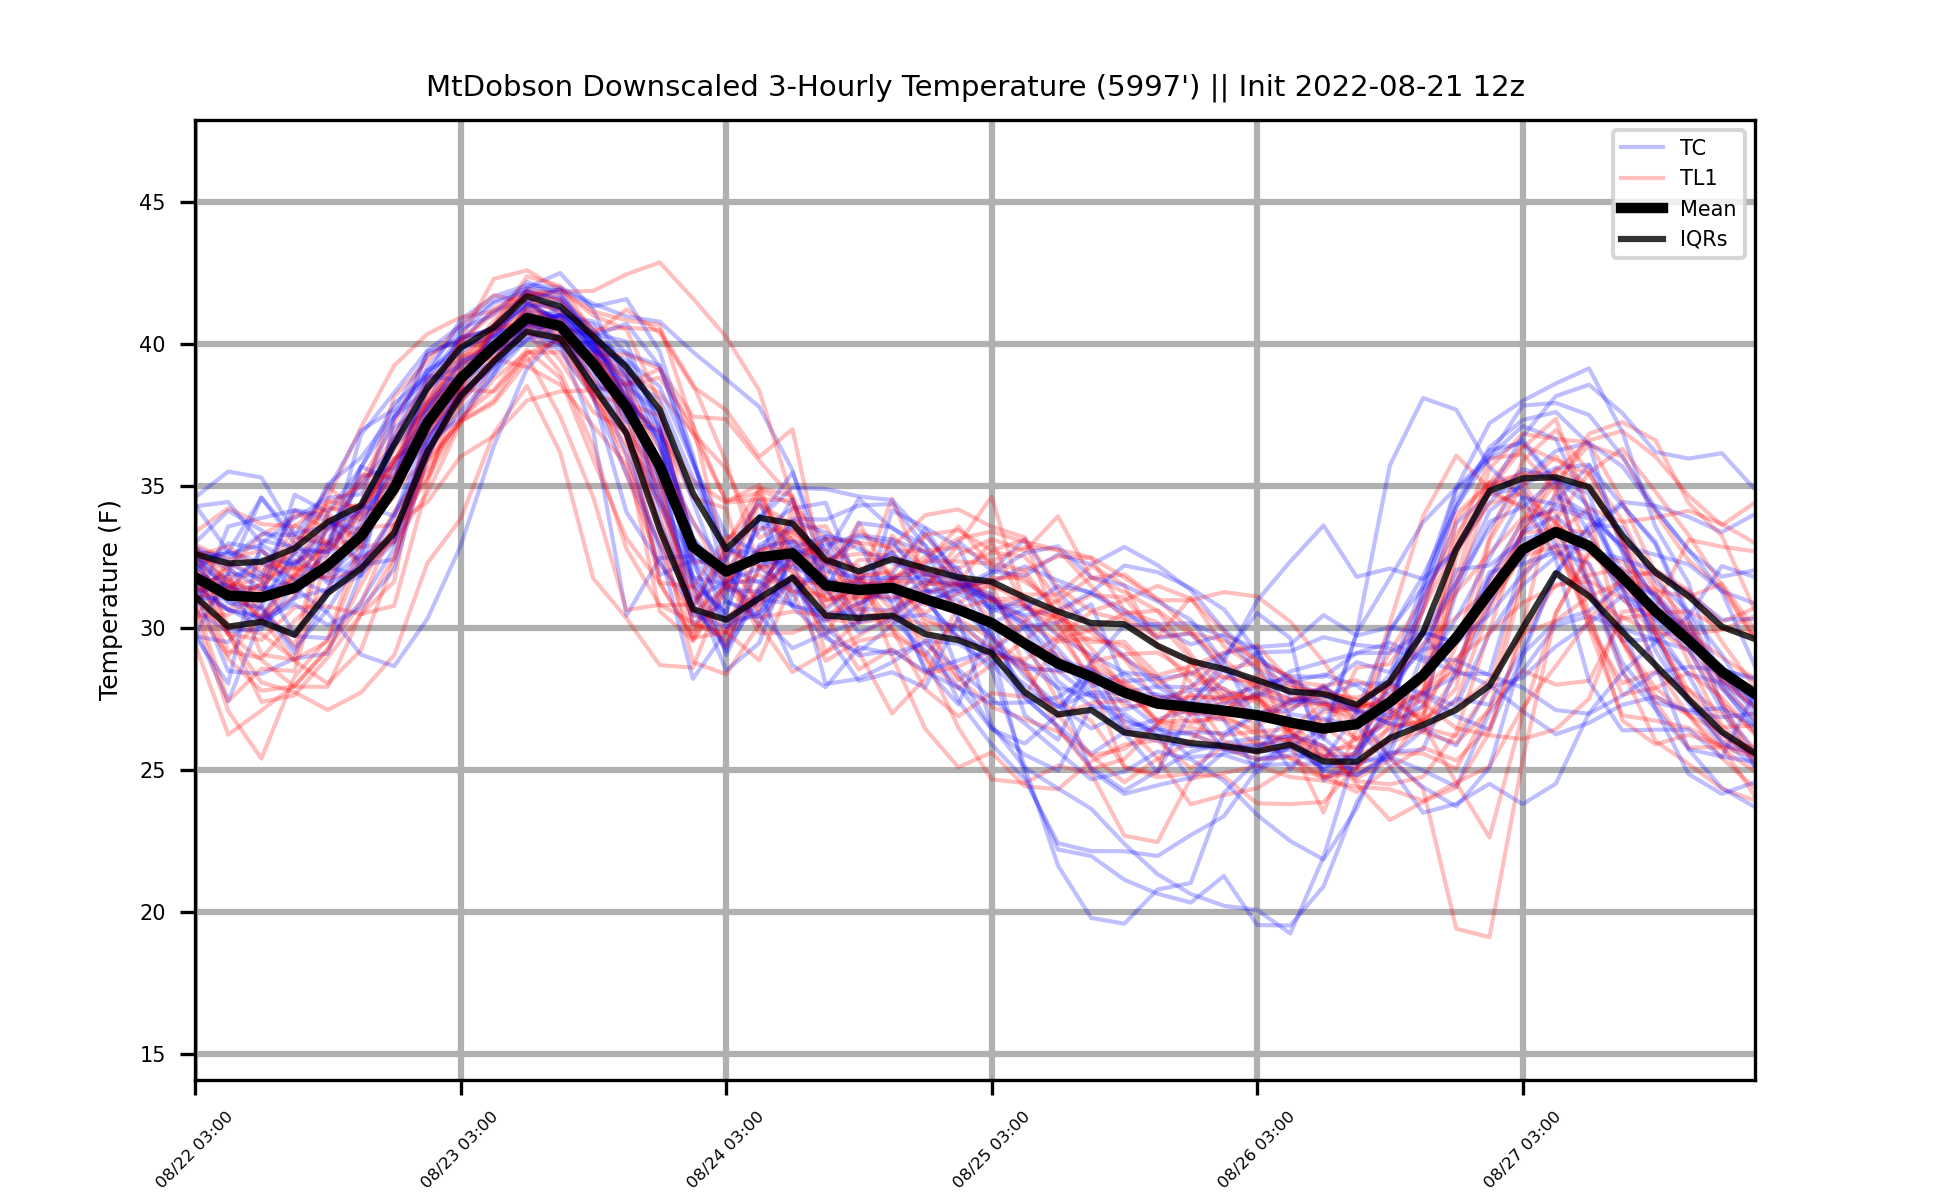 MtDobson Downscaled 3-Hourly Temperature (5997') || Init 2022-08-21 12z
TC
TL1
Mean
IQRs
Temperature (F)
45
40
35
30
25
20
15
08/22 03:00
08/23 03:00
08/24 03:00
08/25 03:00
08/26 03:00
08/27 03:00